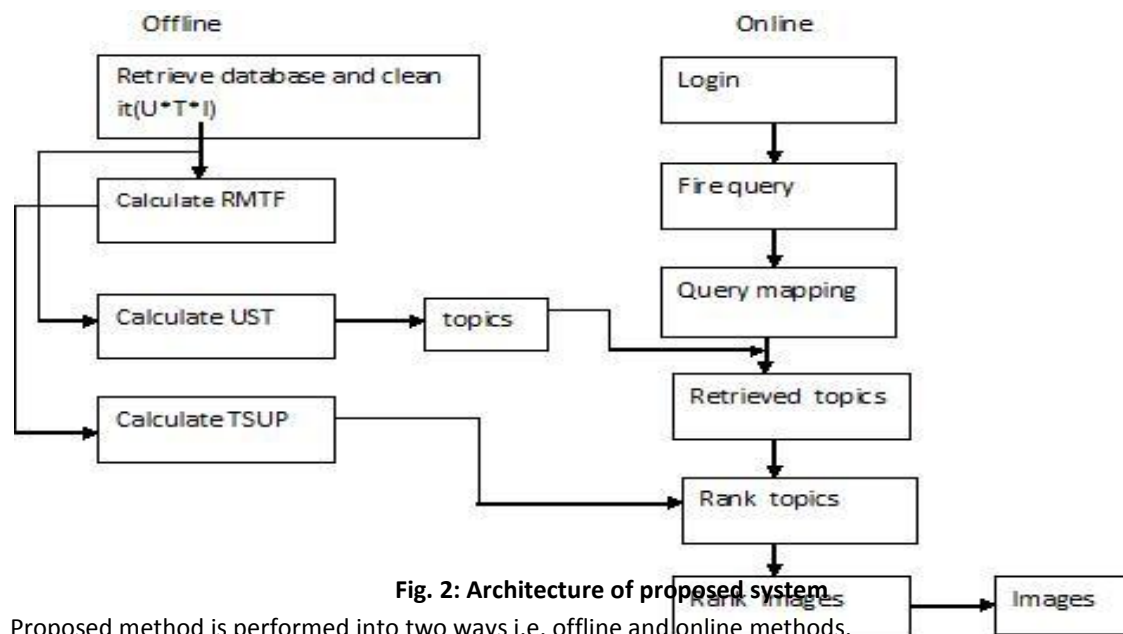 Offline
Retrieve database and clean
it(U*T*I)
Calculate RMTF
Calculate UST
topics
Calculate TSUP
Online
Login
Fire query
Query mapping
Retrieved topics
Rank topics
Rank images
Images
Fig. 2: Architecture of proposed system
Proposed method is performed into two ways i.e. offline and online methods.